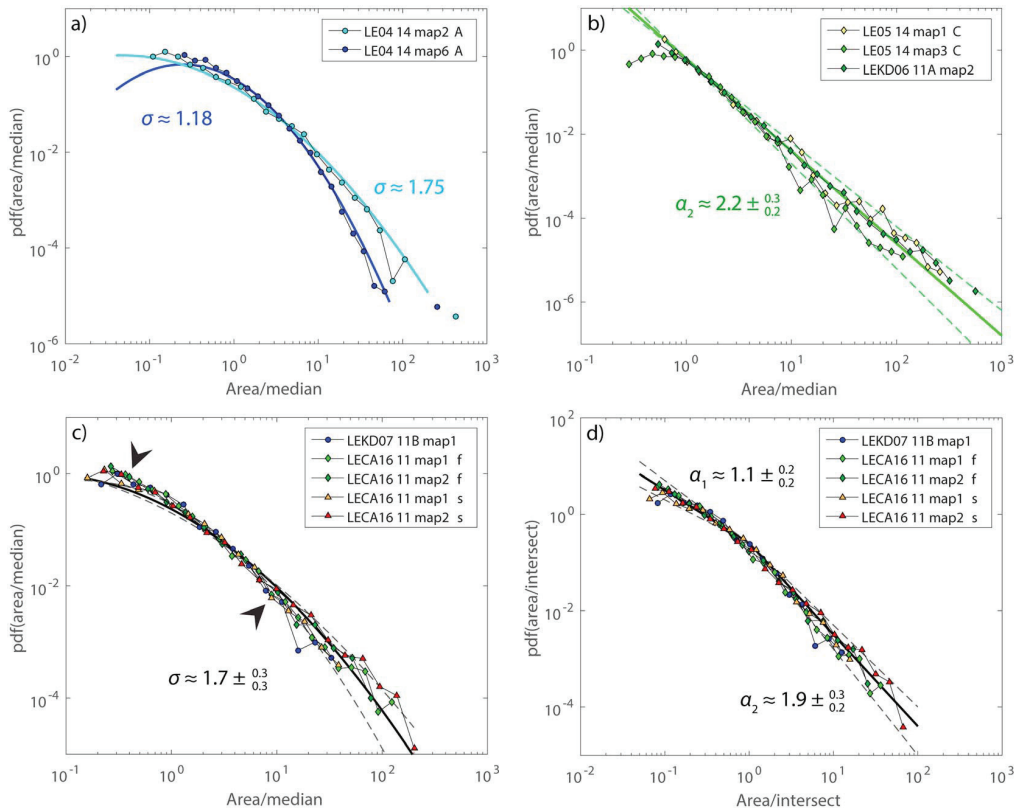 a)
LE04 14 map2 A
LE04 14 map6 A
σ ≈ 1.18
σ ≈ 1.75
pdf(area/median)
10^0
10^-2
10^-4
10^-6
10^-2
10^-1
10^0
10^1
10^2
10^3
Area/median
b)
LE05 14 map1 C
LE05 14 map3 C
LEKD06 11A map2
α2 ≈ 2.2 ± 0.3 0.2
pdf(area/median)
10^0
10^-2
10^-4
10^-6
10^-1
10^0
10^1
10^2
10^3
Area/median
c)
LEKD07 11B map1
LECA16 11 map1 f
LECA16 11 map2 f
LECA16 11 map1 s
LECA16 11 map2 s
σ ≈ 1.7 ± 0.3 0.3
pdf(area/median)
10^0
10^-2
10^-4
10^-1
10^0
10^1
10^2
10^3
Area/median
d)
LEKD07 11B map1
LECA16 11 map1 f
LECA16 11 map2 f
LECA16 11 map1 s
LECA16 11 map2 s
α1 ≈ 1.1 ± 0.2 0.2
α2 ≈ 1.9 ± 0.3 0.2
pdf(area/intersect)
10^2
10^0
10^-2
10^-4
10^-2
10^-1
10^0
10^1
10^2
10^3
Area/intersect